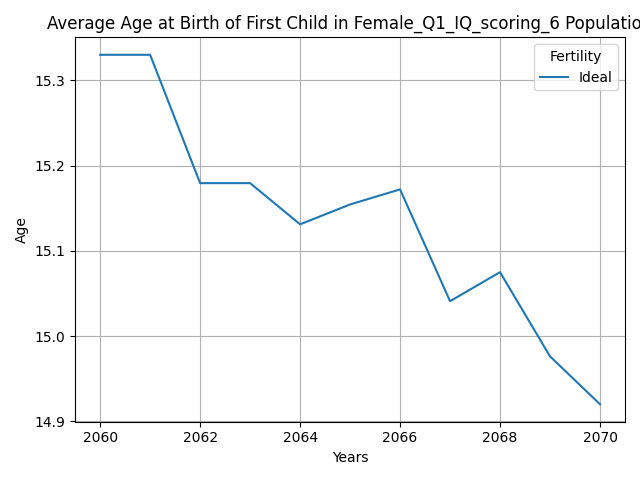 Average Age at Birth of First Child in Female_Q1_IQ_scoring_6 Populatio
Fertility
Ideal
15.3
15.2
15.1
15.0
14.9
Age
2060 2062 2064 2066 2068 2070
Years